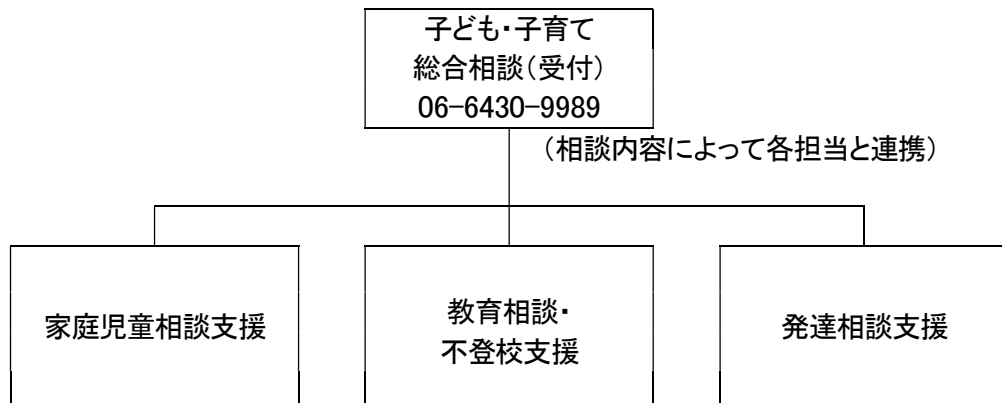 子ども・子育て
総合相談（受付）
06-6430-9989
（相談内容によって各担当と連携）
家庭児童相談支援
教育相談・
不登校支援
発達相談支援